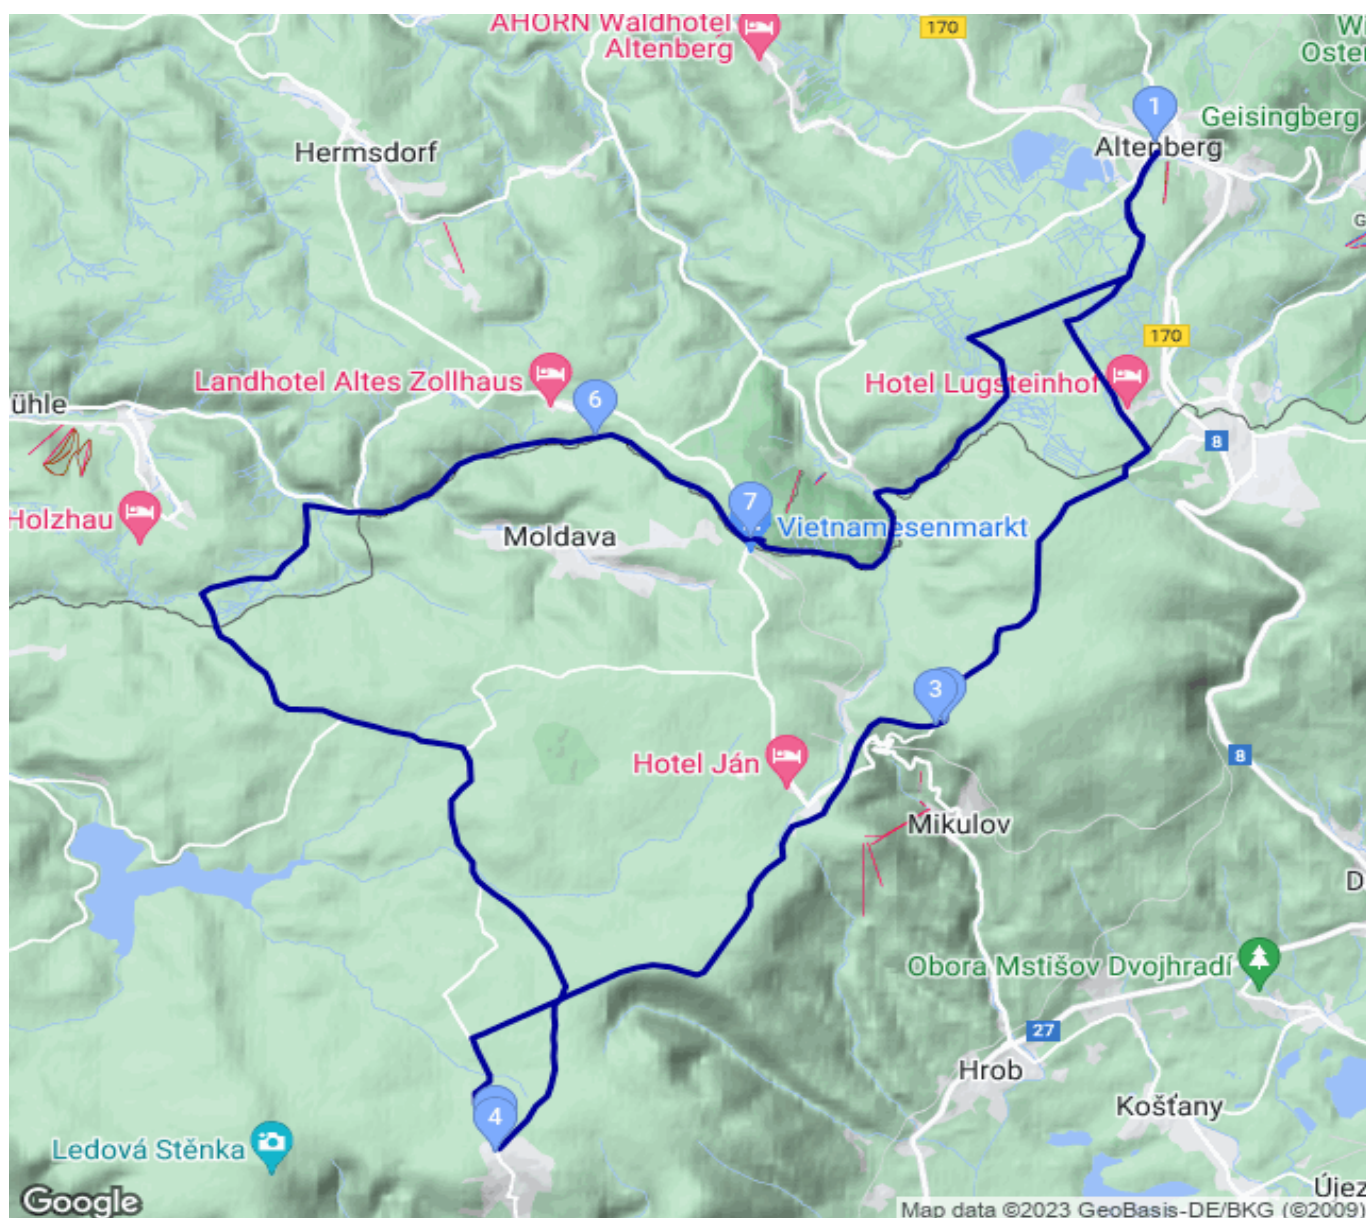 AHORN Waldhotel
Altenberg
170
Wi
Oste
1
Geisingberg
Altenberg
Hermsdorf
G
170
Landhotel Altes Zollhaus
Hotel Lugsteinhof
6
ühle
8
7
Holzhau
Moldava
Vietnamesenmarkt
3
Hotel Ján
8
Mikulov
D
Obora Mstišov Dvojhradí
27
Hrob
Košťany
4
Ledová Stěnka
Újez
Google
Map data ©2023 GeoBasis-DE/BKG (©2009)